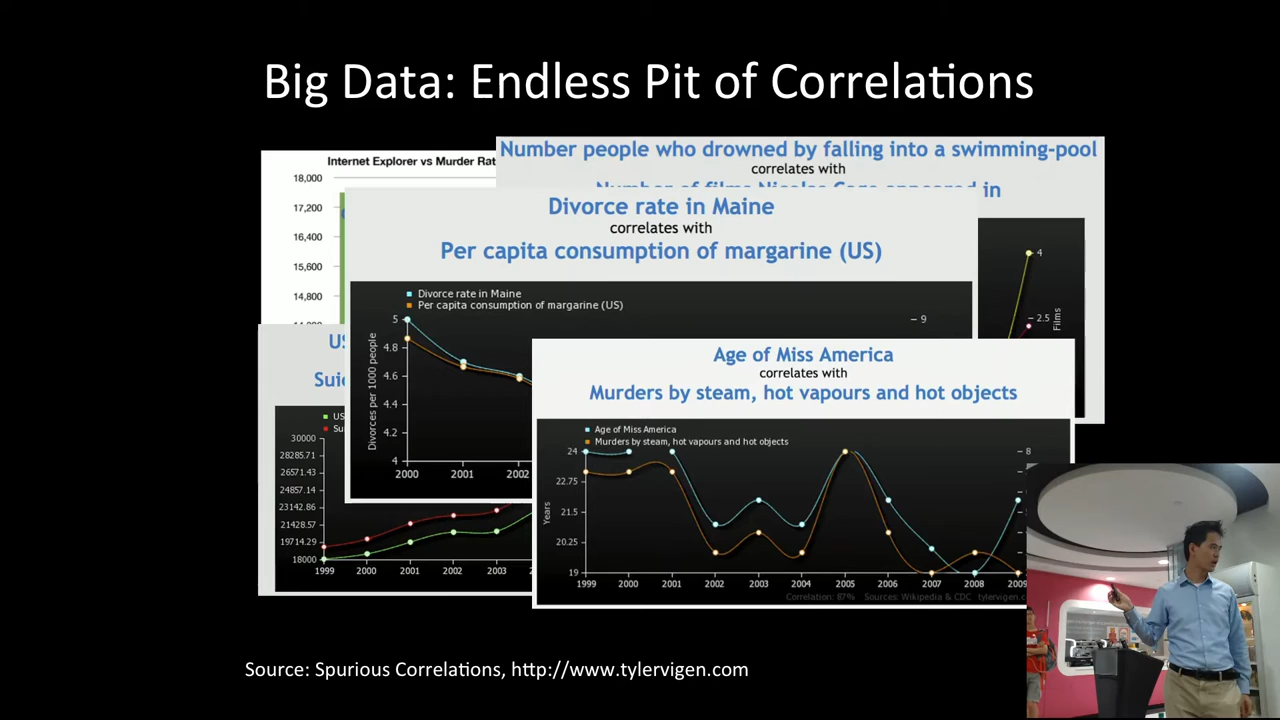 Big Data: Endless Pit of Correlations
Internet Explorer vs Murder
18,000
17,200
16,400
15,600
14,800
Number people who drowned by falling into a swimming-pool
correlates with
Number of films Nicolas Cage appeared in
4
2.5
Films
Divorce rate in Maine
correlates with
Per capita consumption of margarine (US)
Divorce rate in Maine
Per capita consumption of margarine (US)
Divorces per 1000 people
5
4.8
4.6
4.4
4.2
4
9
2000
2001
2002
US
30000
28285.71
26571.43
24857.14
23142.86
21428.57
19714.29
18000
1999
2000
2001
2002
2003
Age of Miss America
correlates with
Murders by steam, hot vapours and hot objects
Age of Miss America
Murders by steam, hot vapours and hot objects
Years
24
22.75
21.5
20.25
19
8
1999
2000
2001
2002
2003
2004
2005
2006
2007
2008
2009
Correlation: 87% Sources: Wikipedia & CDC tylervigen.c
Source: Spurious Correlations, http://www.tylervigen.com